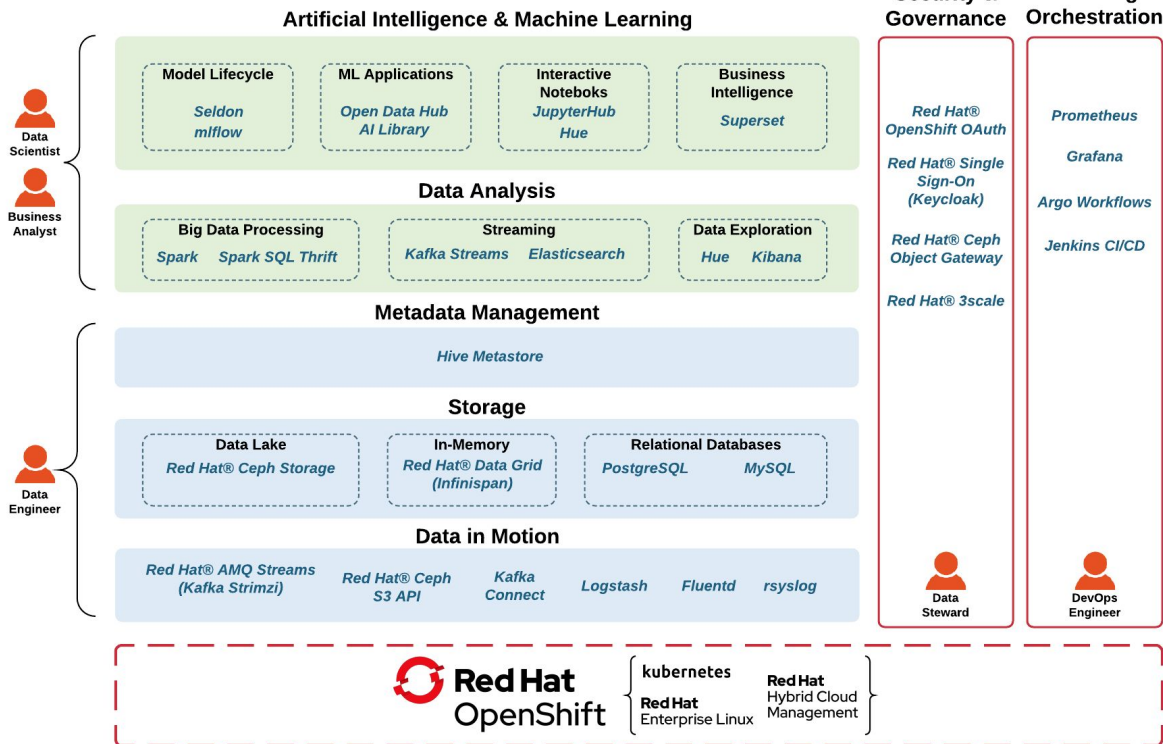 Artificial Intelligence & Machine Learning
Governance
Orchestration
Model Lifecycle
Seldon
mlflow
ML Applications
Open Data Hub
AI Library
Interactive
Noteboks
JupyterHub
Hue
Business
Intelligence
Superset
Data
Scientist
Business
Analyst
Data Analysis
Big Data Processing
Spark Spark SQL Thrift
Streaming
Kafka Streams Elasticsearch
Data Exploration
Hue Kibana
Metadata Management
Hive Metastore
Storage
Data Lake
Red Hat® Ceph Storage
In-Memory
Red Hat® Data Grid
(Infinispan)
Relational Databases
PostgreSQL MySQL
Data
Engineer
Data in Motion
Red Hat® AMQ Streams
(Kafka Strimzi)
Red Hat® Ceph
S3 API
Kafka
Connect
Logstash
Fluentd
rsyslog
Red Hat®
OpenShift OAuth
Red Hat® Single
Sign-On
(Keycloak)
Red Hat® Ceph
Object Gateway
Red Hat® 3scale
Data
Steward
Prometheus
Grafana
Argo Workflows
Jenkins CI/CD
DevOps
Engineer
Red Hat
OpenShift
kubernetes
Red Hat
Enterprise Linux
Red Hat
Hybrid Cloud
Management